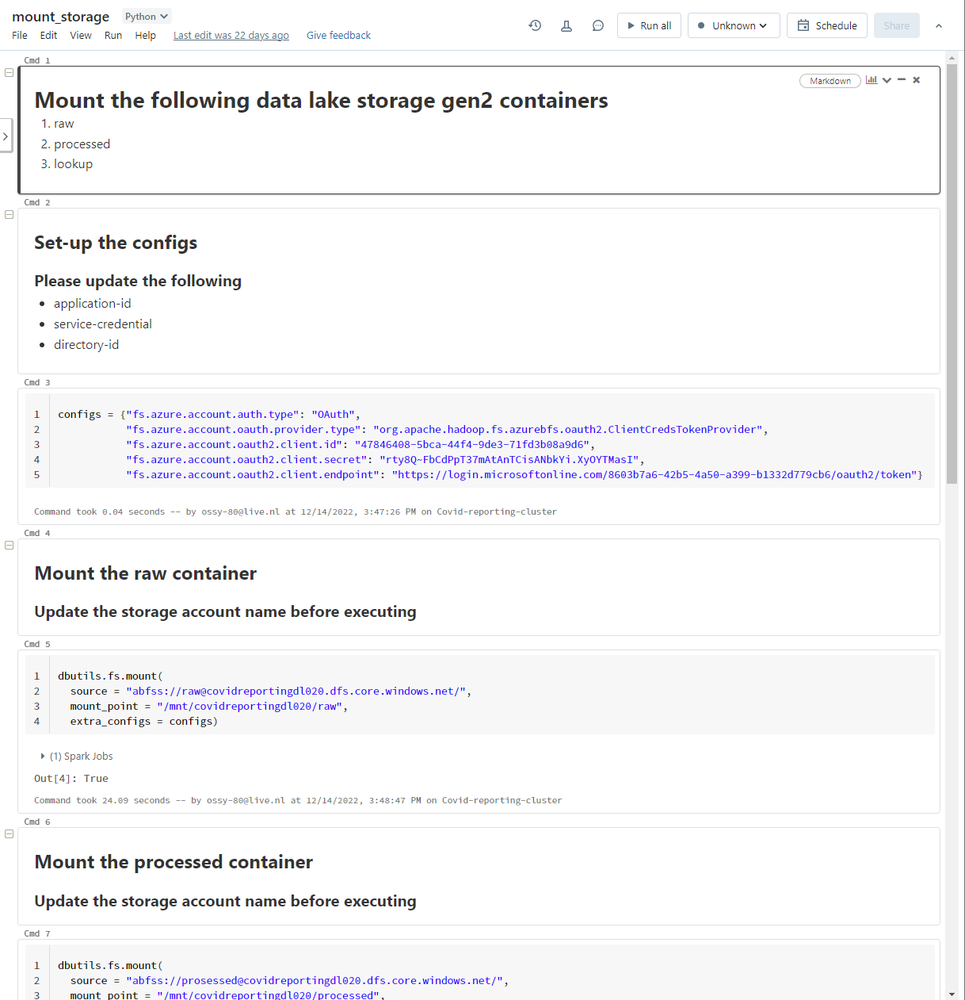 mount_storage Python
File Edit View Run Help Last edit was 22 days ago Give feedback
Run all Unknown Schedule Share
Cmd 1
Markdown
Mount the following data lake storage gen2 containers
1. raw
2. processed
3. lookup
Cmd 2
Set-up the configs
Please update the following
• application-id
• service-credential
• directory-id
Cmd 3
1 configs = {"fs.azure.account.auth.type": "OAuth",
2 "fs.azure.account.oauth.provider.type": "org.apache.hadoop.fs.azurebfs.oauth2.ClientCredsTokenProvider",
3 "fs.azure.account.oauth2.client.id": "47846408-5bca-44f4-9de3-71fd3b08a9d6",
4 "fs.azure.account.oauth2.client.secret": "rty8Q~FbCdPpT37mAtAnTCisANbkYi.XyOYTMasI",
5 "fs.azure.account.oauth2.client.endpoint": "https://login.microsoftonline.com/8603b7a6-42b5-4a50-a399-b1332d779cb6/oauth2/token"}
Command took 0.04 seconds -- by ossy-80@live.nl at 12/14/2022, 3:47:26 PM on Covid-reporting-cluster
Cmd 4
Mount the raw container
Update the storage account name before executing
Cmd 5
1 dbutils.fs.mount(
2 source = "abfss://raw@covidreportingdl020.dfs.core.windows.net/",
3 mount_point = "/mnt/covidreportingdl020/raw",
4 extra_configs = configs)
(1) Spark Jobs
Out[4]: True
Command took 24.09 seconds -- by ossy-80@live.nl at 12/14/2022, 3:48:47 PM on Covid-reporting-cluster
Cmd 6
Mount the processed container
Update the storage account name before executing
Cmd 7
1 dbutils.fs.mount(
2 source = "abfss://prosessed@covidreportingdl020.dfs.core.windows.net/",
3 mount_point = "/mnt/covidreportingdl020/processed",